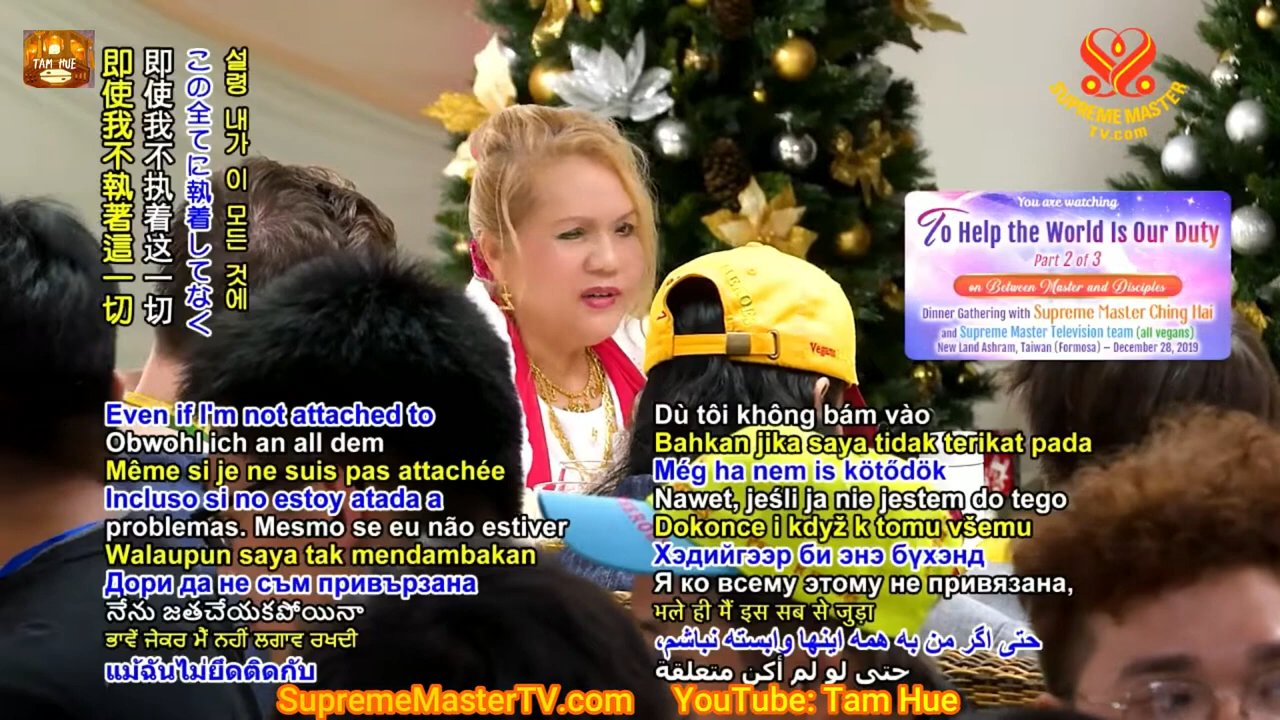 TAM HUE
即使我不執著這一切
即使我不执着这一切
この全てに執着してなく
설령 내가 이 모든 것에
SUPREME MASTER
TV.com
You are watching
To Help the World Is Our Duty
Part 2 of 3
on Between Master and Disciples
Dinner Gathering with Supreme Master Ching Hai
and Supreme Master Television team (all vegans)
New Land Ashram, Taiwan (Formosa) – December 28, 2019
Vegan
Even if I'm not attached to
Obwohl ich an all dem
Même si je ne suis pas attachée
Incluso si no estoy atada a
problemas. Mesmo se eu não estiver
Walaupun saya tak mendambakan
Дори да не съм привързана
నేను జతచేయకపోయినా
ਭਾਵੇਂ ਜੇਕਰ ਮੈਂ ਨਹੀਂ ਲਗਾਵ ਰਖਦੀ
แม้ฉันไม่ยึดติดกับ
Dù tôi không bám vào
Bahkan jika saya tidak terikat pada
Még ha nem is kötődök
Nawet, jeśli ja nie jestem do tego
Dokonce i když k tomu všemu
Хэдийгээр би энэ бүхэнд
Я ко всему этому не привязана,
भले ही मैं इस सब से जुड़ा
حتی اگر من به همه اینها وابسته نباشم،
حتى لو لم أكن متعلقة
SupremeMasterTV.com YouTube: Tam Hue